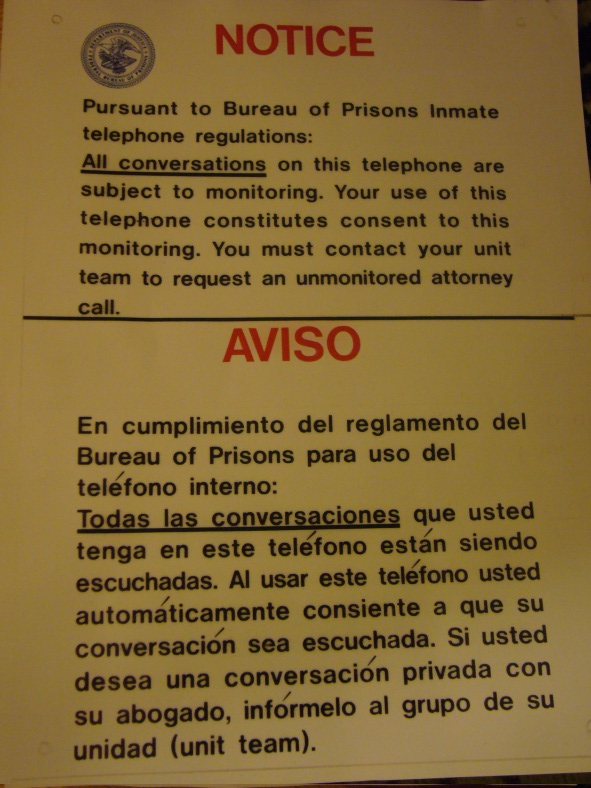 NOTICE
Pursuant to Bureau of Prisons Inmate
telephone regulations:
All conversations on this telephone are
subject to monitoring. Your use of this
telephone constitutes consent to this
monitoring. You must contact your unit
team to request an unmonitored attorney
call.
AVISO
En cumplimiento del reglamento del
Bureau of Prisons para uso del
teléfono interno:
Todas las conversaciones que usted
tenga en este teléfono están siendo
escuchadas. Al usar este teléfono usted
automáticamente consiente a que su
conversación sea escuchada. Si usted
desea una conversación privada con
su abogado, infórmelo al grupo de su
unidad (unit team).